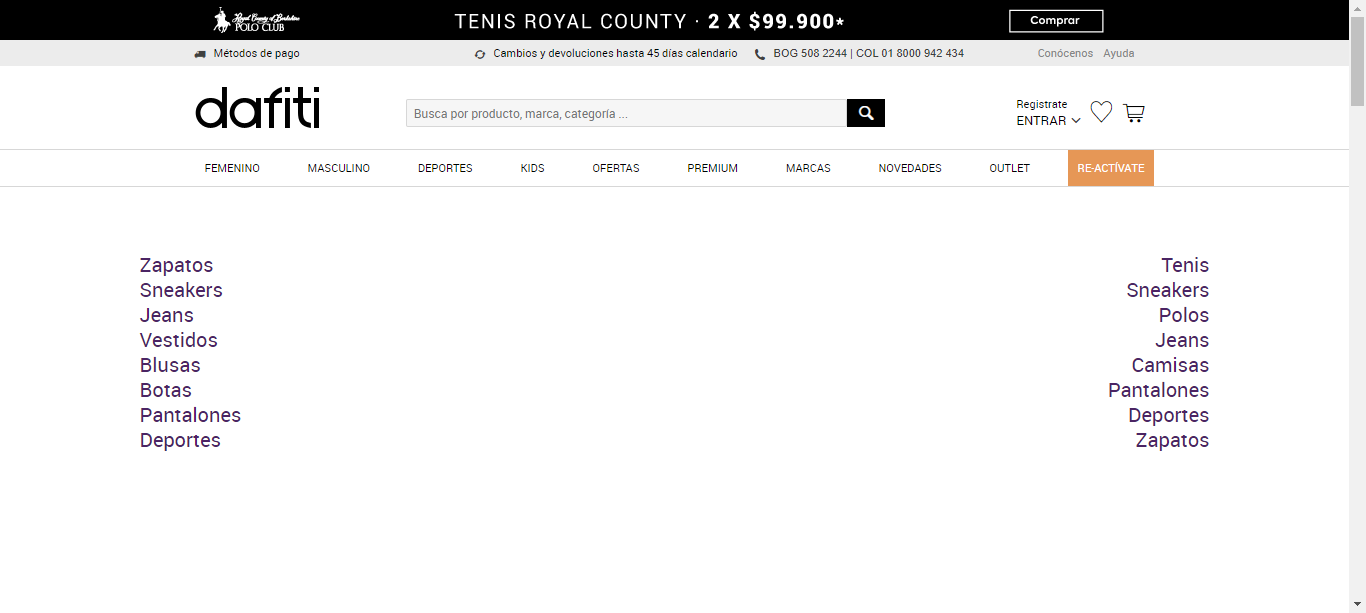 Royal County of Berkshire
POLO CLUB
TENIS ROYAL COUNTY · 2 X $99.900*
Comprar
Métodos de pago
Cambios y devoluciones hasta 45 días calendario
BOG 508 2244 | COL 01 8000 942 434
Conócenos
Ayuda
dafiti
Busca por producto, marca, categoría ...
Registrate
ENTRAR
FEMENINO
MASCULINO
DEPORTES
KIDS
OFERTAS
PREMIUM
MARCAS
NOVEDADES
OUTLET
RE-ACTÍVATE
Zapatos
Sneakers
Jeans
Vestidos
Blusas
Botas
Pantalones
Deportes
Tenis
Sneakers
Polos
Jeans
Camisas
Pantalones
Deportes
Zapatos